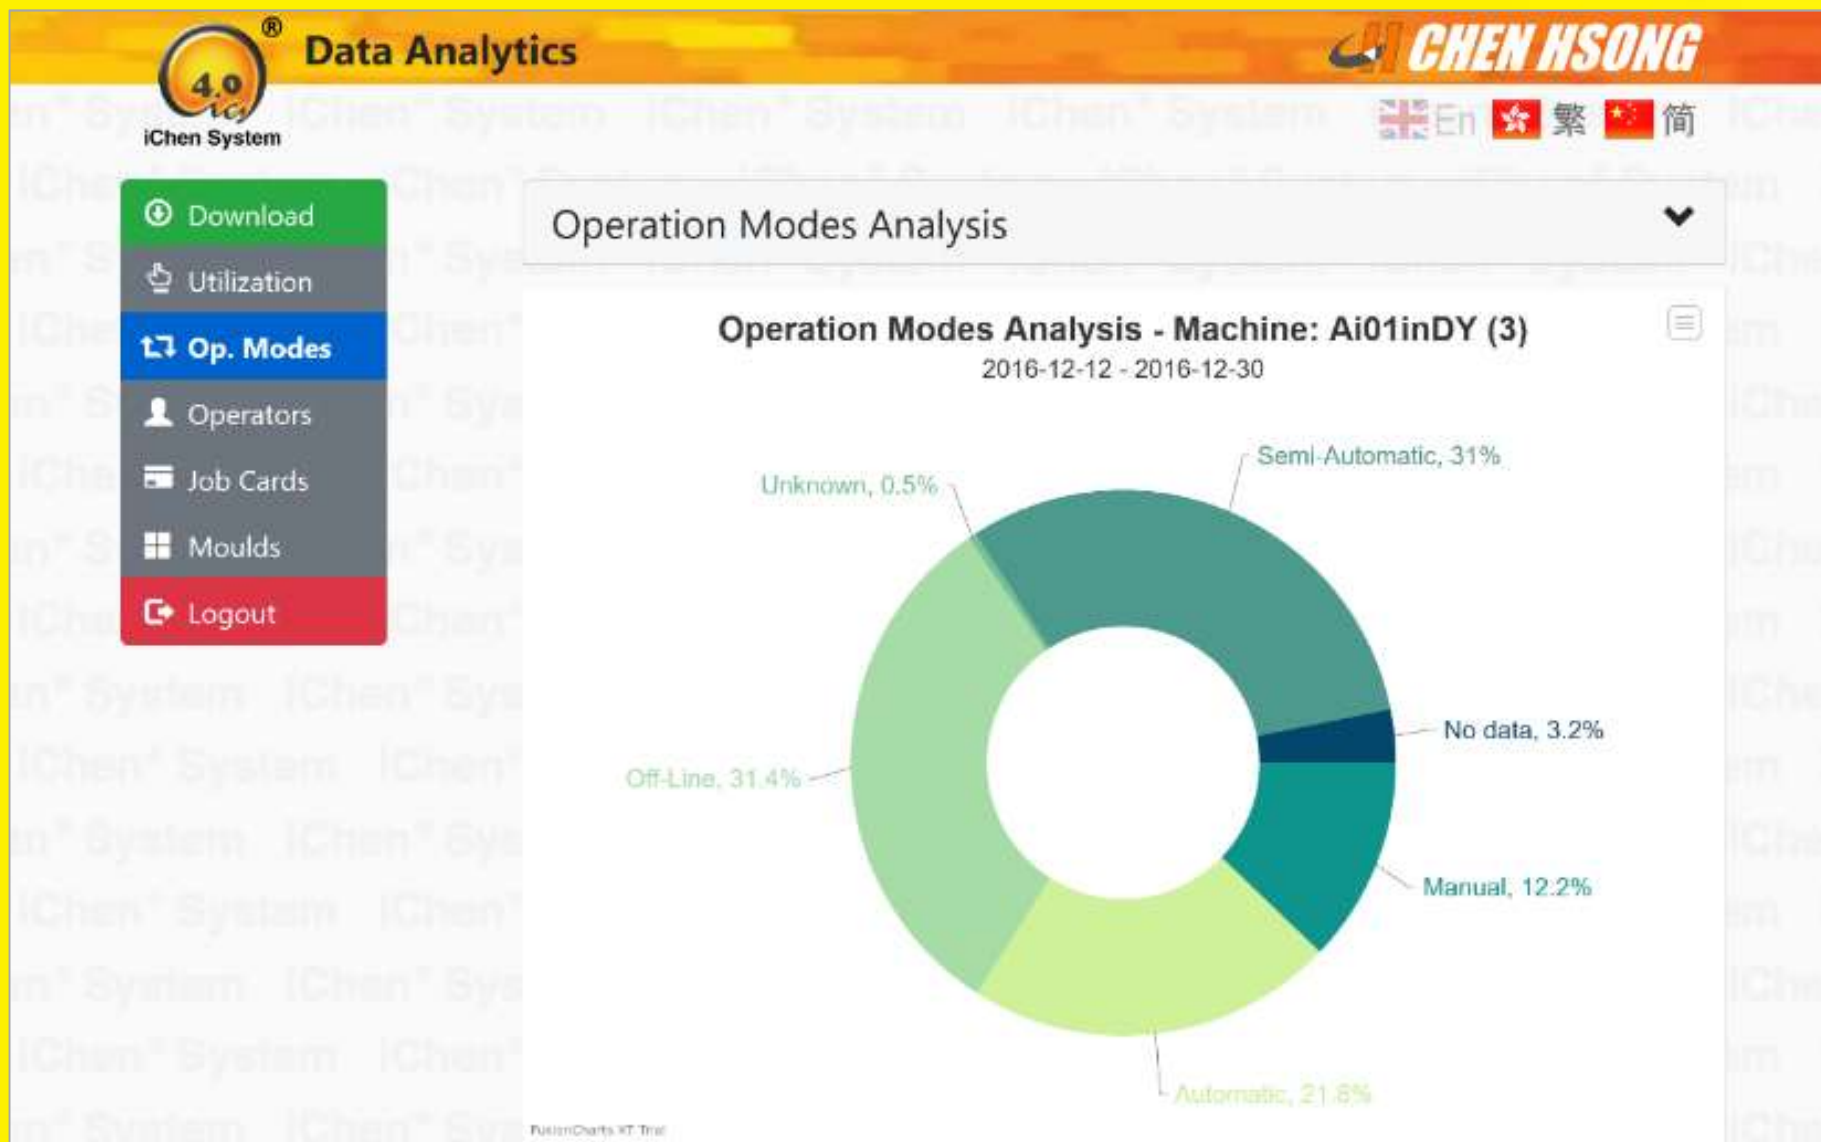 Data Analytics
CHEN HSONG
4.0
iChen System
En 繁 简
Download
Utilization
Op. Modes
Operators
Job Cards
Moulds
Logout
Operation Modes Analysis
Operation Modes Analysis - Machine: Ai01inDY (3)
2016-12-12 - 2016-12-30
Semi-Automatic, 31%
Unknown, 0.5%
No data, 3.2%
Off-Line, 31.4%
Manual, 12.2%
Automatic, 21.8%
FusionCharts XT Trial